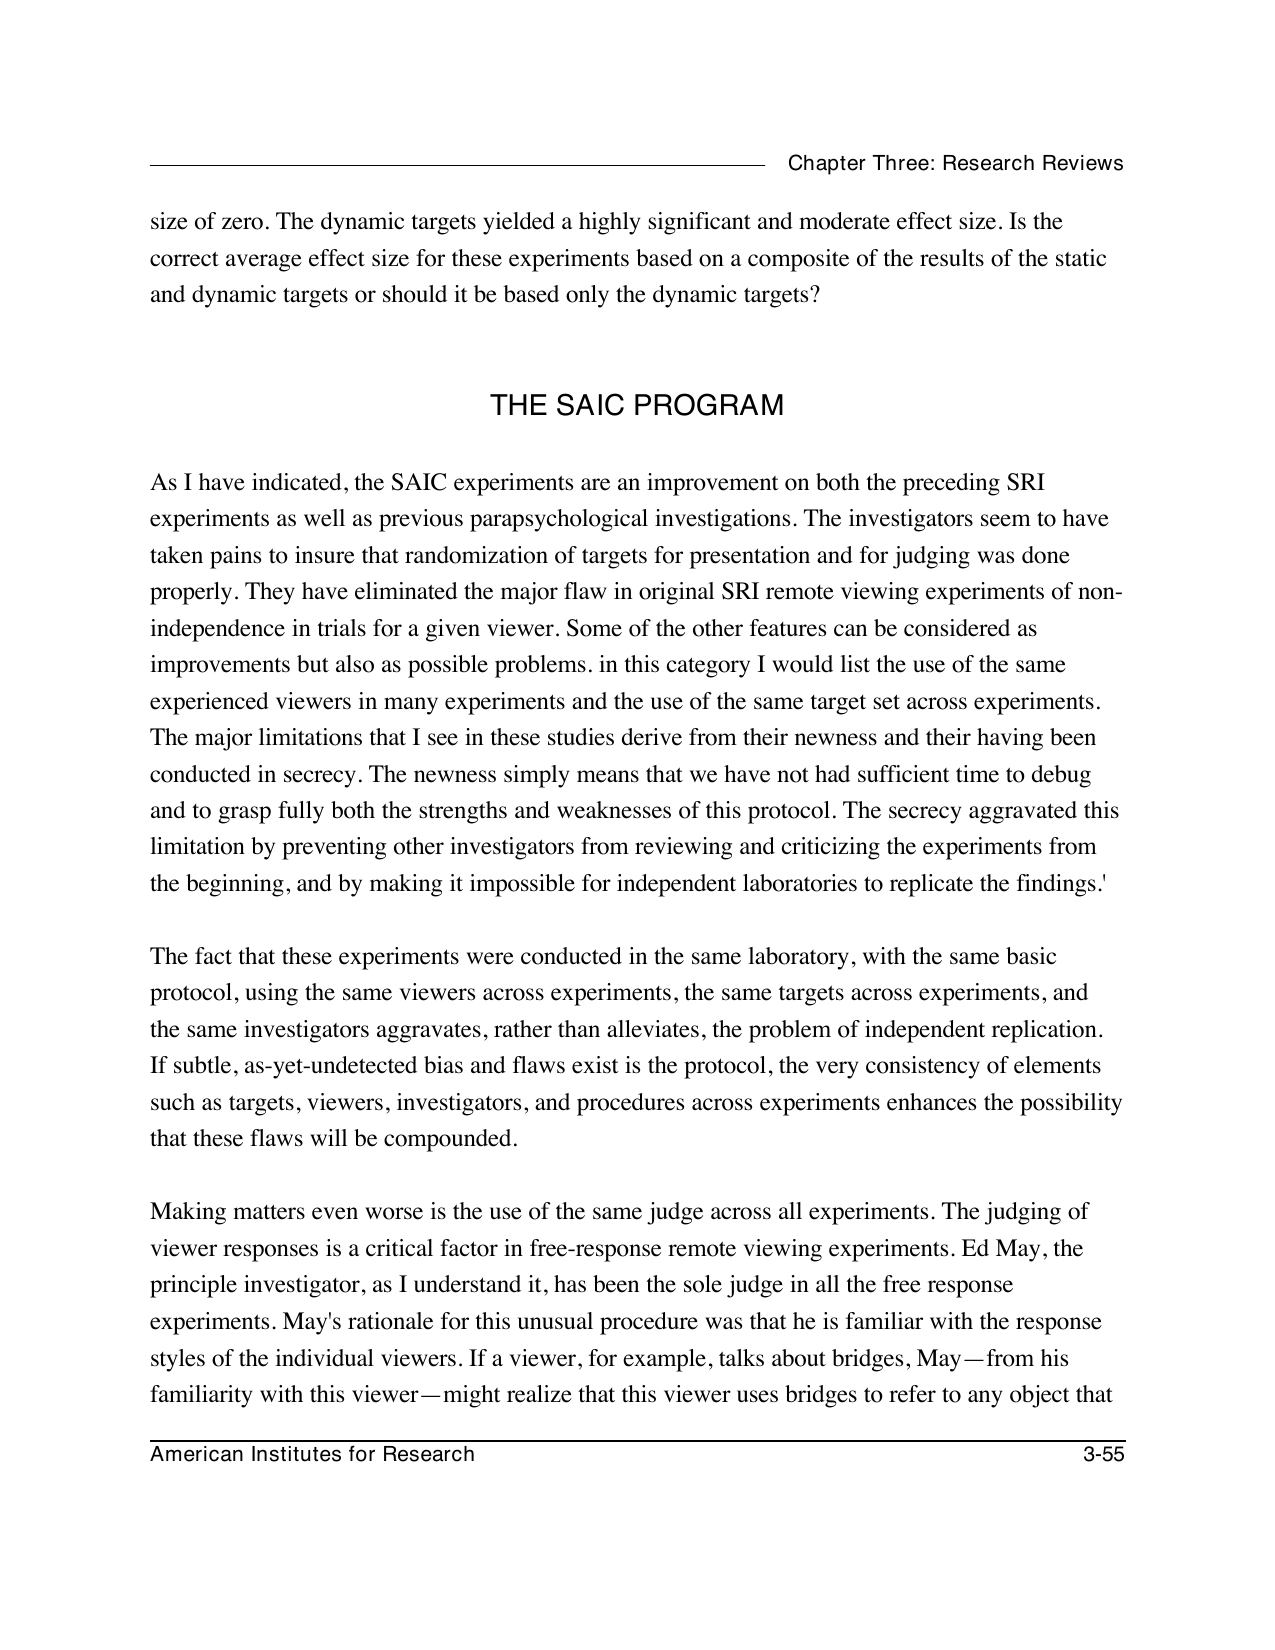 Chapter Three: Research Reviews
size of zero. The dynamic targets yielded a highly significant and moderate effect size. Is the
correct average effect size for these experiments based on a composite of the results of the static
and dynamic targets or should it be based only the dynamic targets?
THE SAIC PROGRAM
As I have indicated, the SAIC experiments are an improvement on both the preceding SRI
experiments as well as previous parapsychological investigations. The investigators seem to have
taken pains to insure that randomization of targets for presentation and for judging was done
properly. They have eliminated the major flaw in original SRI remote viewing experiments of non-
independence in trials for a given viewer. Some of the other features can be considered as
improvements but also as possible problems. in this category I would list the use of the same
experienced viewers in many experiments and the use of the same target set across experiments.
The major limitations that I see in these studies derive from their newness and their having been
conducted in secrecy. The newness simply means that we have not had sufficient time to debug
and to grasp fully both the strengths and weaknesses of this protocol. The secrecy aggravated this
limitation by preventing other investigators from reviewing and criticizing the experiments from
the beginning, and by making it impossible for independent laboratories to replicate the findings.'
The fact that these experiments were conducted in the same laboratory, with the same basic
protocol, using the same viewers across experiments, the same targets across experiments, and
the same investigators aggravates, rather than alleviates, the problem of independent replication.
If subtle, as-yet-undetected bias and flaws exist is the protocol, the very consistency of elements
such as targets, viewers, investigators, and procedures across experiments enhances the possibility
that these flaws will be compounded.
Making matters even worse is the use of the same judge across all experiments. The judging of
viewer responses is a critical factor in free-response remote viewing experiments. Ed May, the
principle investigator, as I understand it, has been the sole judge in all the free response
experiments. May's rationale for this unusual procedure was that he is familiar with the response
styles of the individual viewers. If a viewer, for example, talks about bridges, May—from his
familiarity with this viewer—might realize that this viewer uses bridges to refer to any object that
American Institutes for Research 3-55